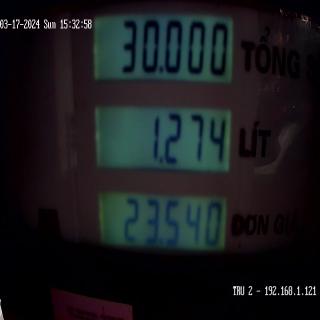 03-17-2024 Sun 15:32:58
30.000 TỔNG
1.274 LÍT
23.540 ĐƠN GIÁ
TRU 2 - 192.168.1.121